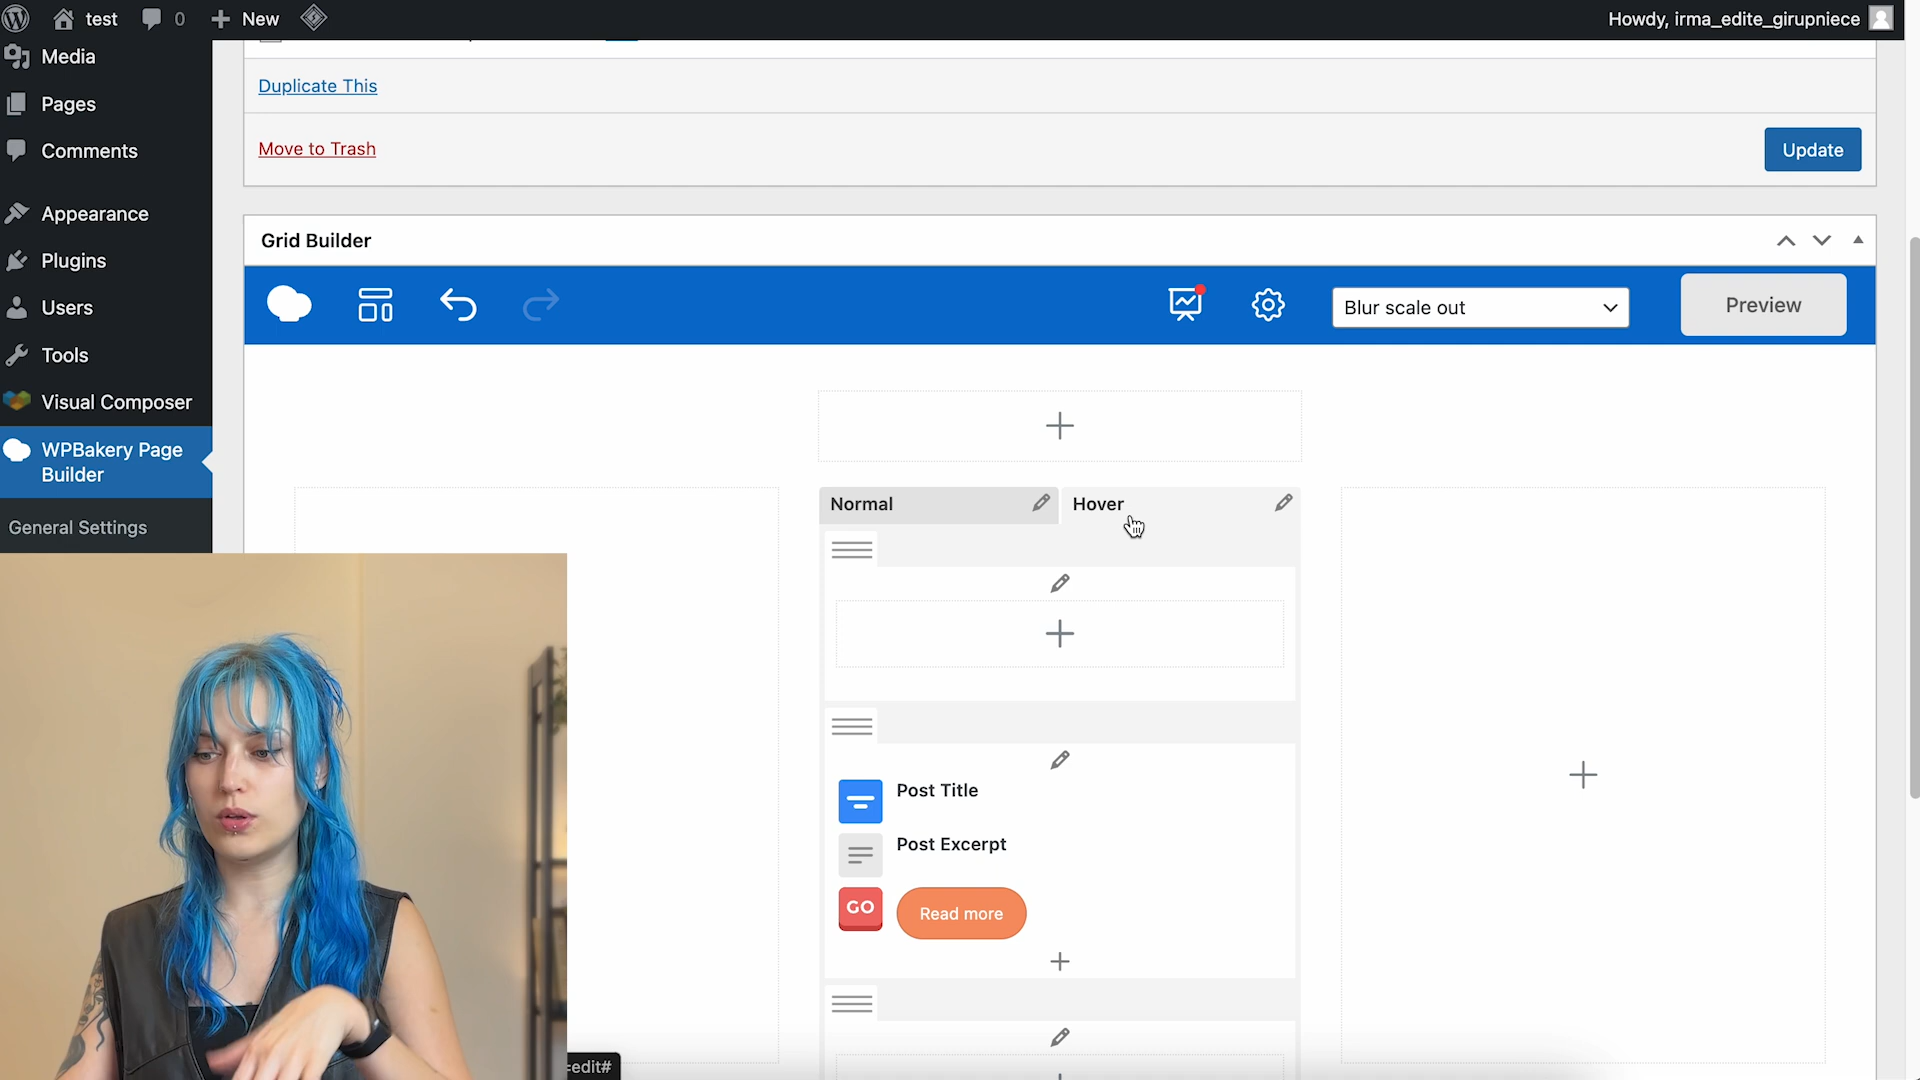 test
0
New
Howdy, irma_edite_girupniece
Media
Pages
Comments
Appearance
Plugins
Users
Tools
Visual Composer
WPBakery Page
Builder
General Settings
Duplicate This
Move to Trash
Update
Grid Builder
Blur scale out
Preview
Normal
Hover
Post Title
Post Excerpt
GO
Read more
=edit#